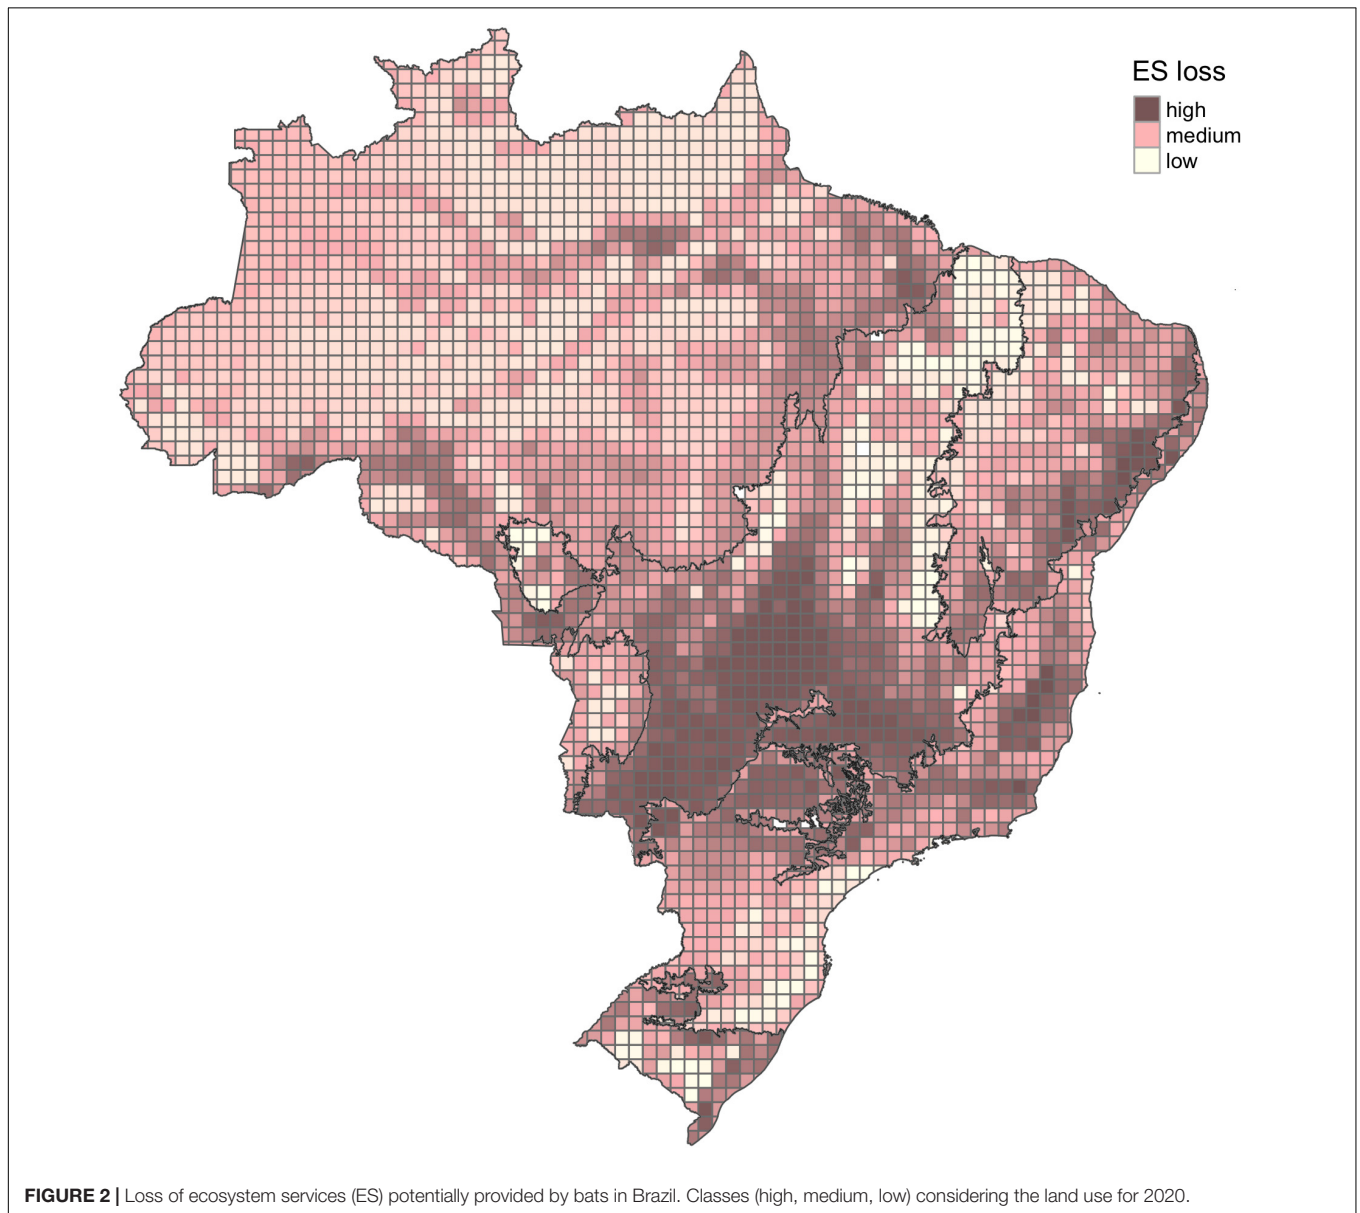 ES loss
high
medium
low
FIGURE 2 | Loss of ecosystem services (ES) potentially provided by bats in Brazil. Classes (high, medium, low) considering the land use for 2020.